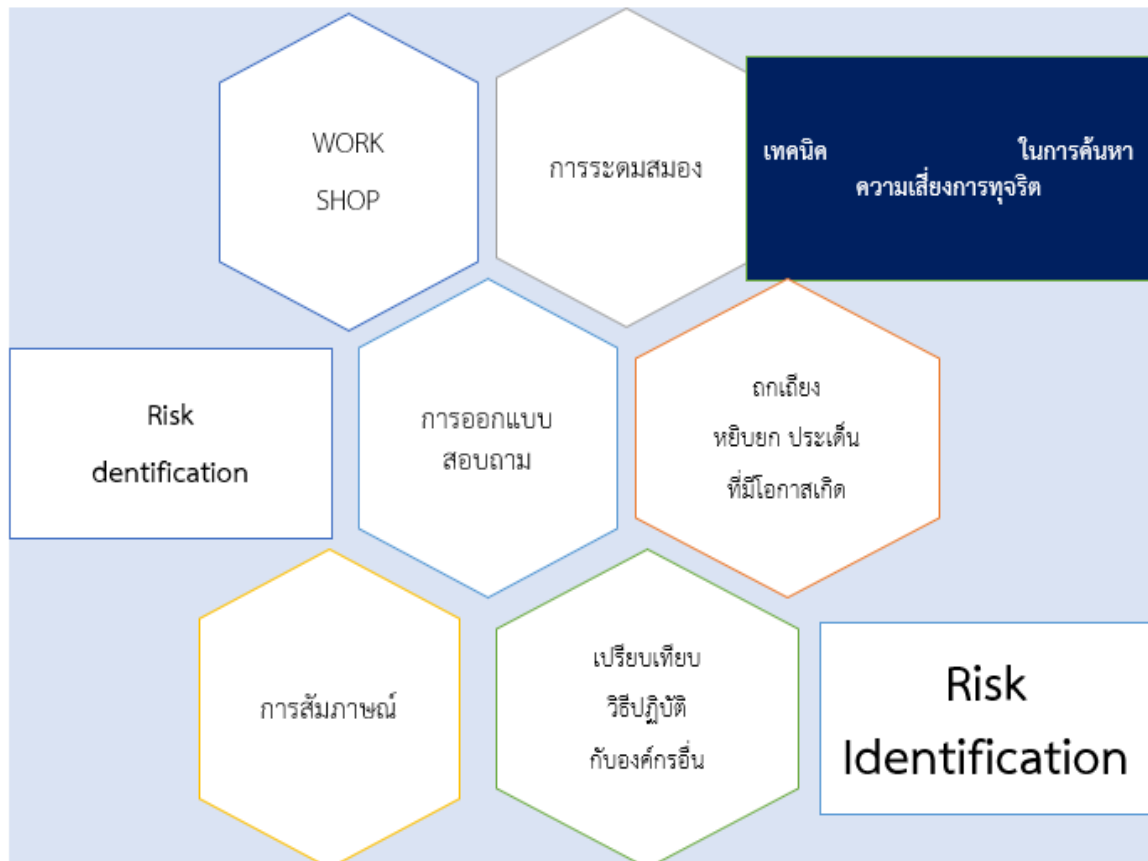 WORK
SHOP
การระดมสมอง
เทคนิค ในการค้นหา
ความเสี่ยงการทุจริต
Risk
dentification
การออกแบบ
สอบถาม
ถกเถียง
หยิบยก ประเด็น
ที่มีโอกาสเกิด
การสัมภาษณ์
เปรียบเทียบ
วิธีปฏิบัติ
กับองค์กรอื่น
Risk
Identification